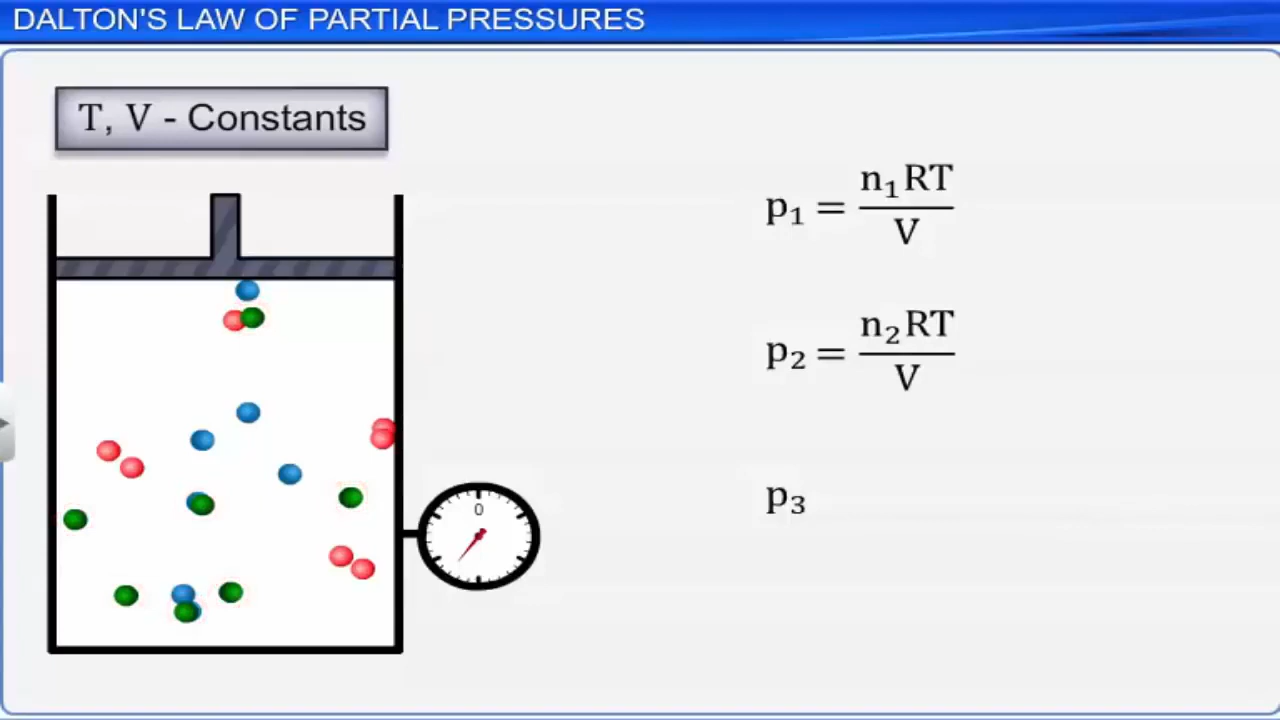 DALTON'S LAW OF PARTIAL PRESSURES
T, V - Constants
p₁ = n₁RT / V
p₂ = n₂RT / V
p₃
0